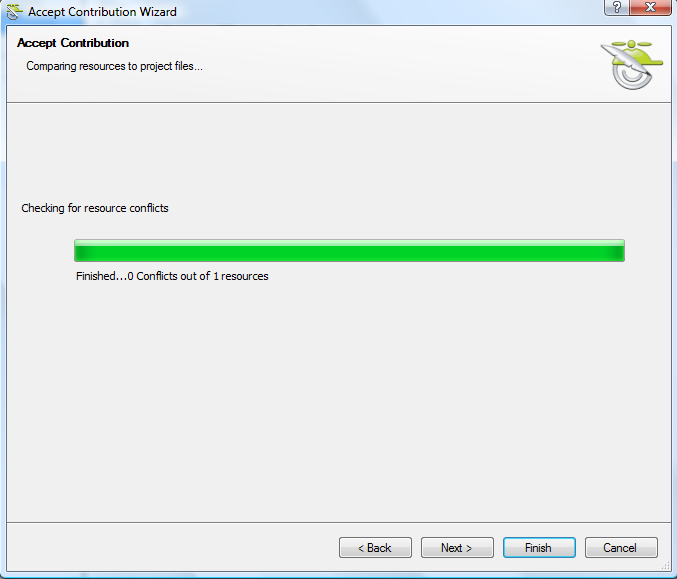 Accept Contribution Wizard
?
X
Accept Contribution
Comparing resources to project files...
Checking for resource conflicts
Finished...0 Conflicts out of 1 resources
< Back
Next >
Finish
Cancel